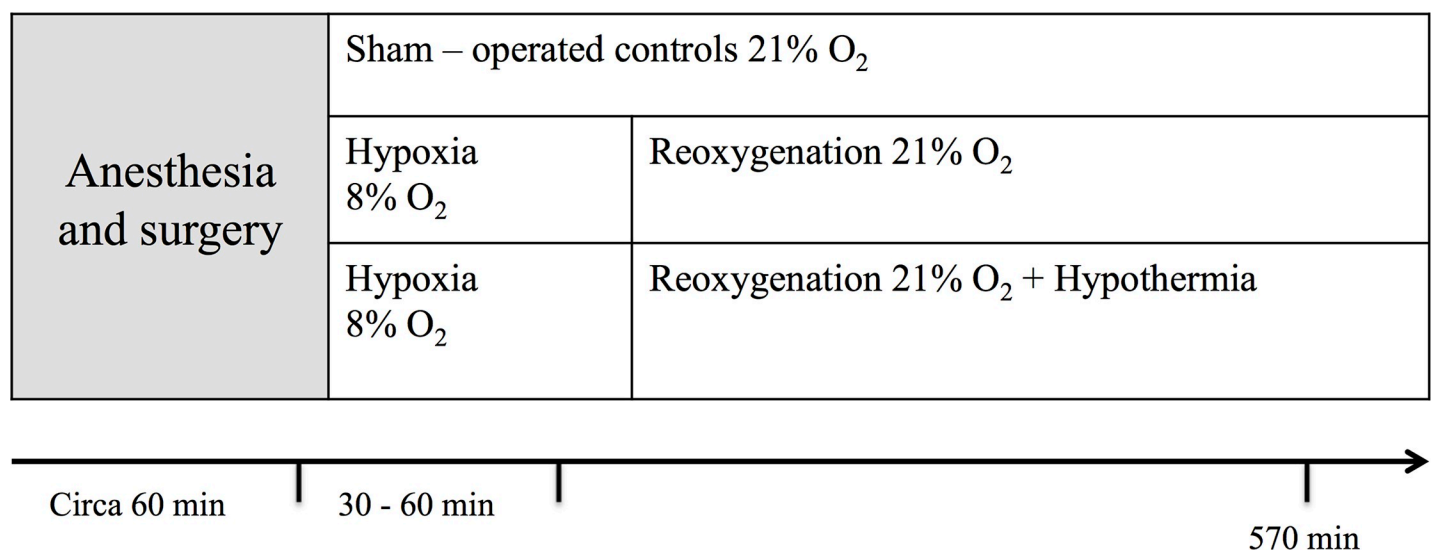 Anesthesia
and surgery
Sham – operated controls 21% O₂
Hypoxia
8% O₂
Reoxygenation 21% O₂
Hypoxia
8% O₂
Reoxygenation 21% O₂ + Hypothermia
Circa 60 min
30 - 60 min
570 min